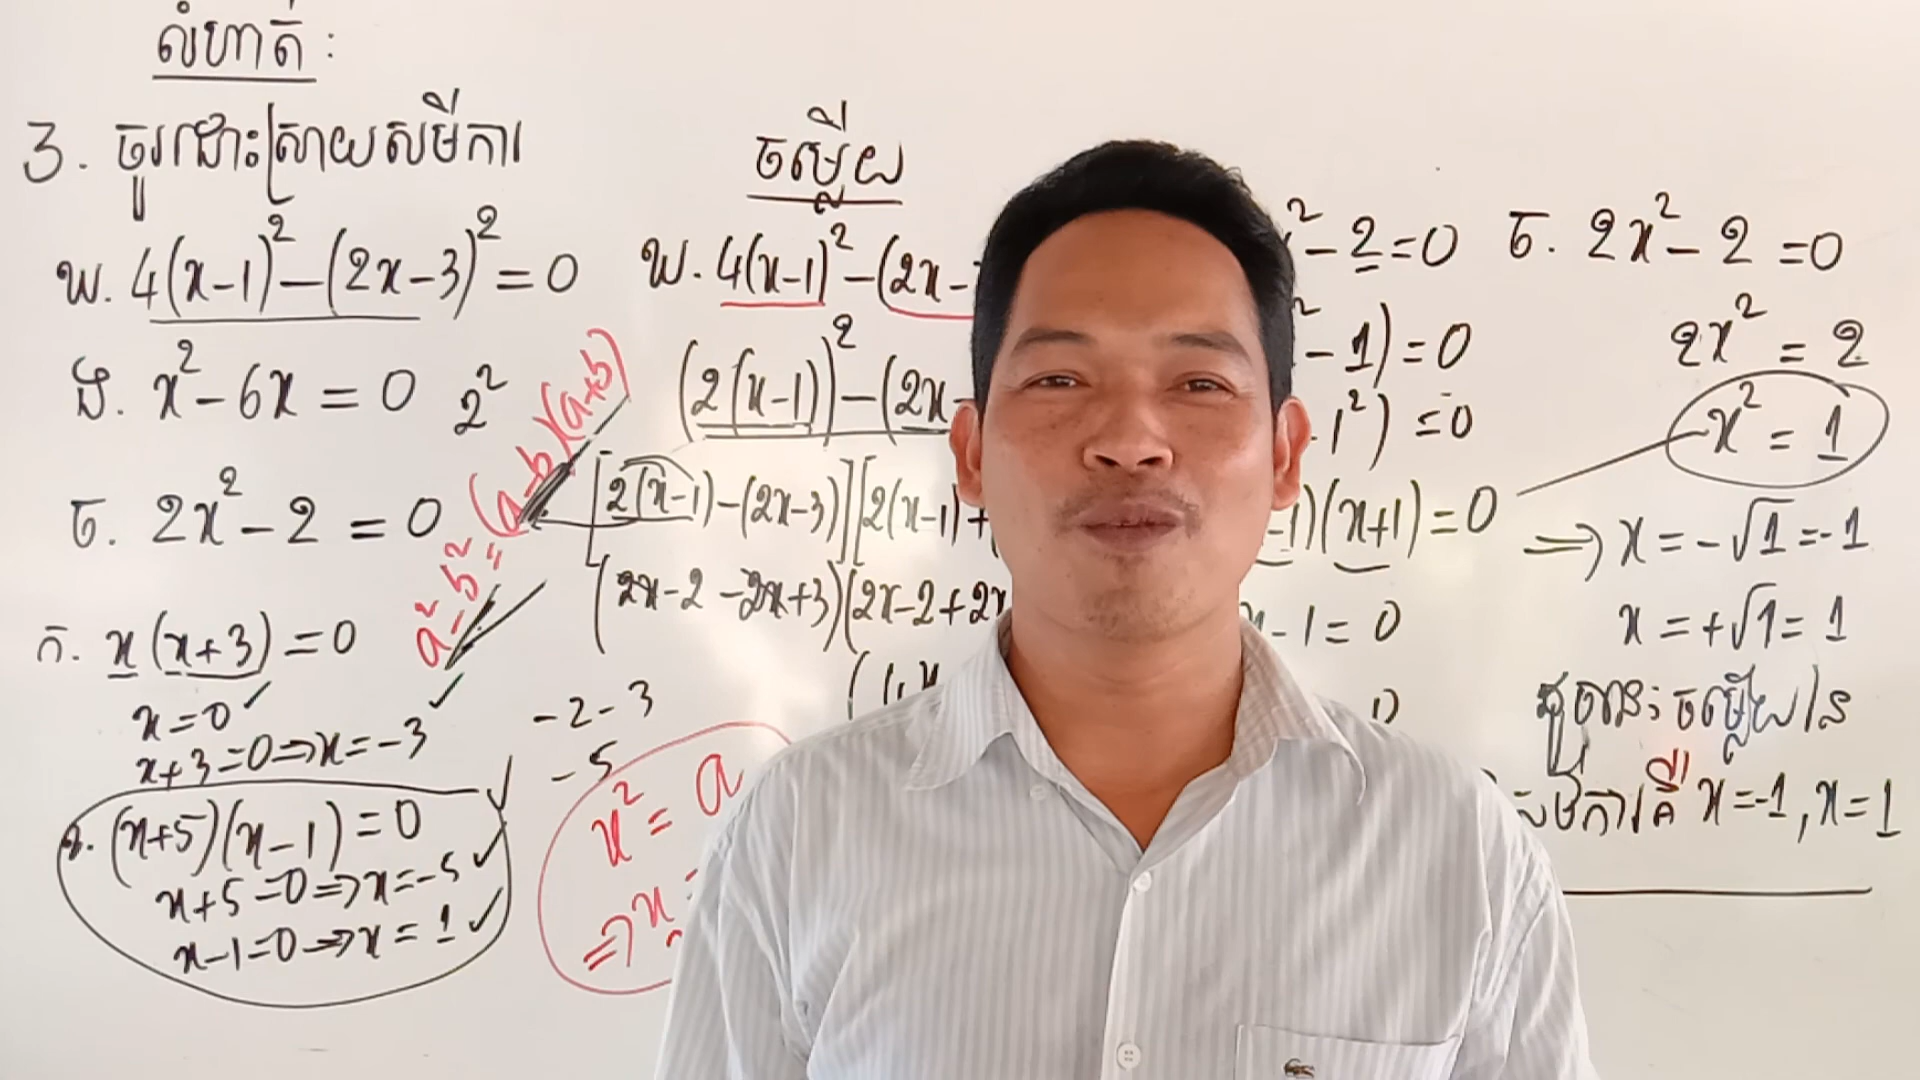 លំហាត់ :
3. ចូរដោះស្រាយសមីការ
ឃ. 4(x-1)² - (2x-3)² = 0
ង. x² - 6x = 0
2²
ច. 2x² - 2 = 0
a² - b² = (a-b)(a+b)
ក. x(x+3) = 0
x = 0 ✓
x+3 = 0 ⇒ x = -3 ✓
ខ. (x+5)(x-1) = 0
x+5 = 0 ⇒ x = -5 ✓
x-1 = 0 ⇒ x = 1 ✓
ចម្លើយ
ឃ. 4(x-1)² - (2x-
(2(x-1))² - (2x-
[2(x-1) - (2x-3)][2(x-1)+
(2x-2-2x+3)(2x-2+2x
-2-3
-5
x² = a
⇒ x =
² - 2 = 0
² - 1) = 0
1²) = 0
-1)(x+1) = 0
x - 1 = 0
ច. 2x² - 2 = 0
2x² = 2
x² = 1
⇒ x = -√1 = -1
x = +√1 = 1
ដូចនេះ ចម្លើយនៃ
សមីការគឺ x = -1, x = 1